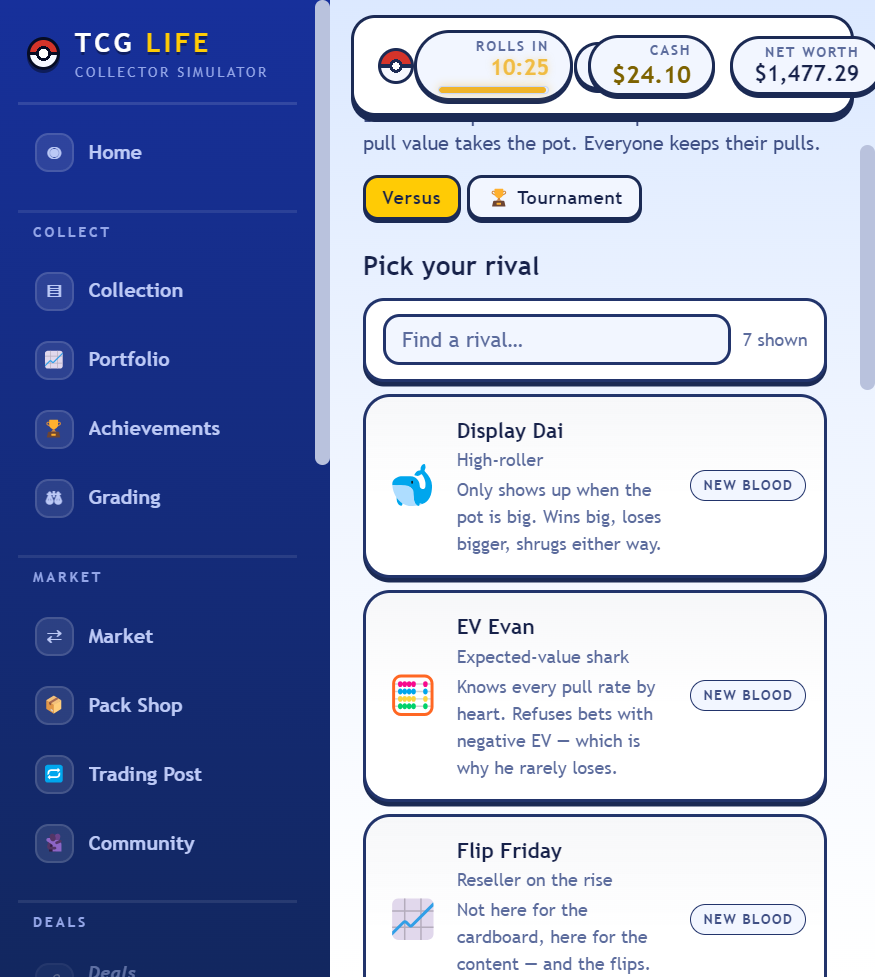 TCG LIFE
COLLECTOR SIMULATOR
Home
COLLECT
Collection
Portfolio
Achievements
Grading
MARKET
Market
Pack Shop
Trading Post
Community
DEALS
Deals
ROLLS IN
10:25
CASH
$24.10
NET WORTH
$1,477.29
pull value takes the pot. Everyone keeps their pulls.
Versus
Tournament
Pick your rival
Find a rival…
7 shown
Display Dai
High-roller
Only shows up when the
pot is big. Wins big, loses
bigger, shrugs either way.
NEW BLOOD
EV Evan
Expected-value shark
Knows every pull rate by
heart. Refuses bets with
negative EV — which is
why he rarely loses.
NEW BLOOD
Flip Friday
Reseller on the rise
Not here for the
cardboard, here for the
content — and the flips.
NEW BLOOD